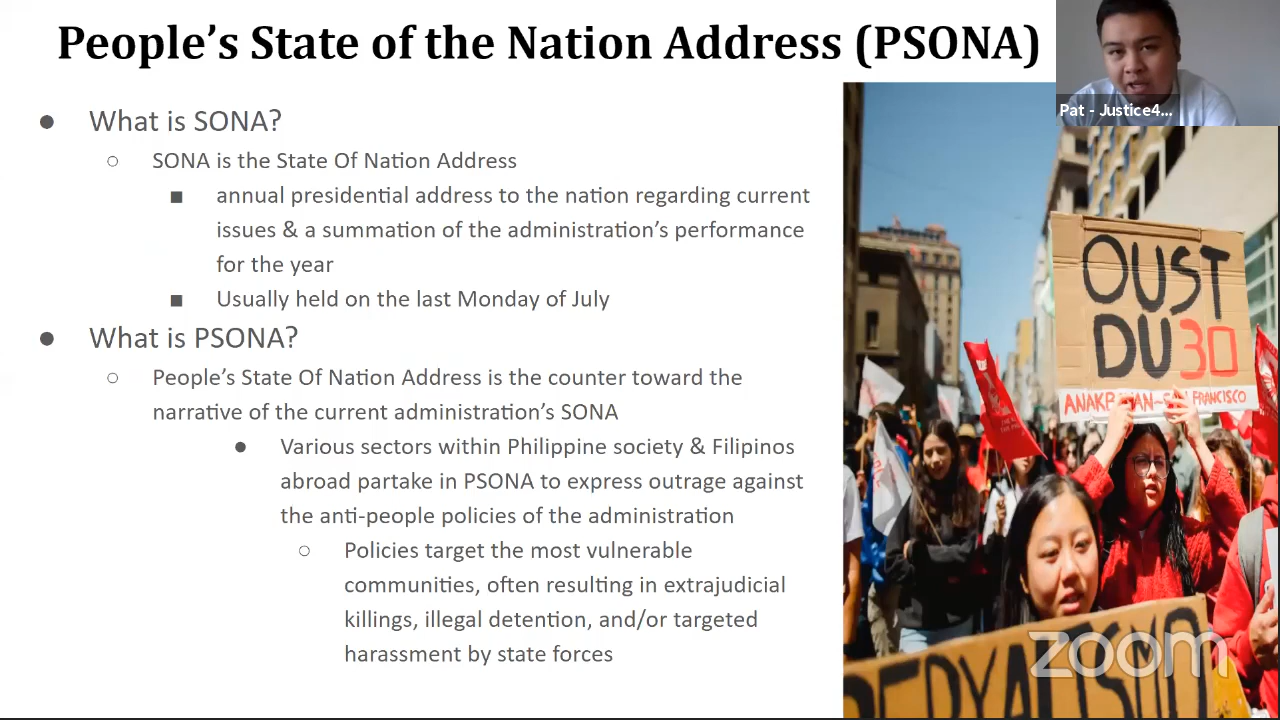 People's State of the Nation Address (PSONA)
Pat - Justice4...
● What is SONA?
○ SONA is the State Of Nation Address
■ annual presidential address to the nation regarding current
issues & a summation of the administration's performance
for the year
■ Usually held on the last Monday of July
● What is PSONA?
○ People's State Of Nation Address is the counter toward the
narrative of the current administration's SONA
● Various sectors within Philippine society & Filipinos
abroad partake in PSONA to express outrage against
the anti-people policies of the administration
○ Policies target the most vulnerable
communities, often resulting in extrajudicial
killings, illegal detention, and/or targeted
harassment by state forces
OUST
DU30
SAN FRANCISCO
zoom